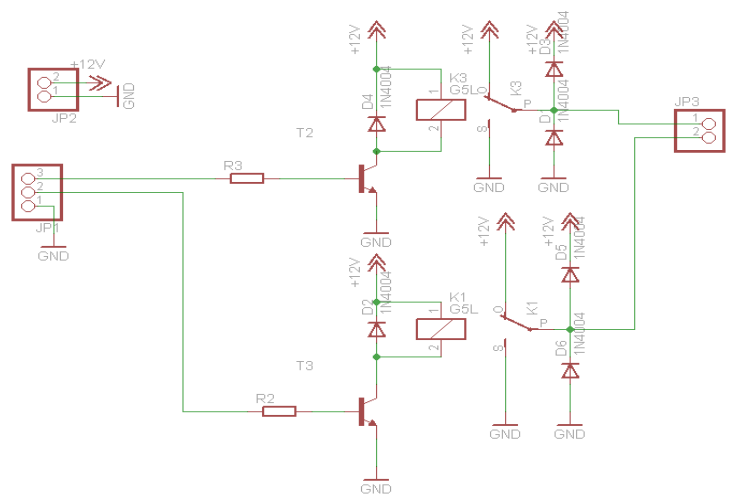 +12V
+12V
+12V
D3
1N4004
+12V
2
1
JP2
GND
D4
1N4004
K3
G5L
1
2
O
S
K3
P
D
1N4004
JP3
1
2
T2
R3
3
2
1
JP1
GND
GND
GND
GND
+12V
+12V
+12V
D5
1N4004
D2
1N4004
K1
G5L
1
2
O
S
K1
P
D6
1N4004
T3
R2
GND
GND
GND